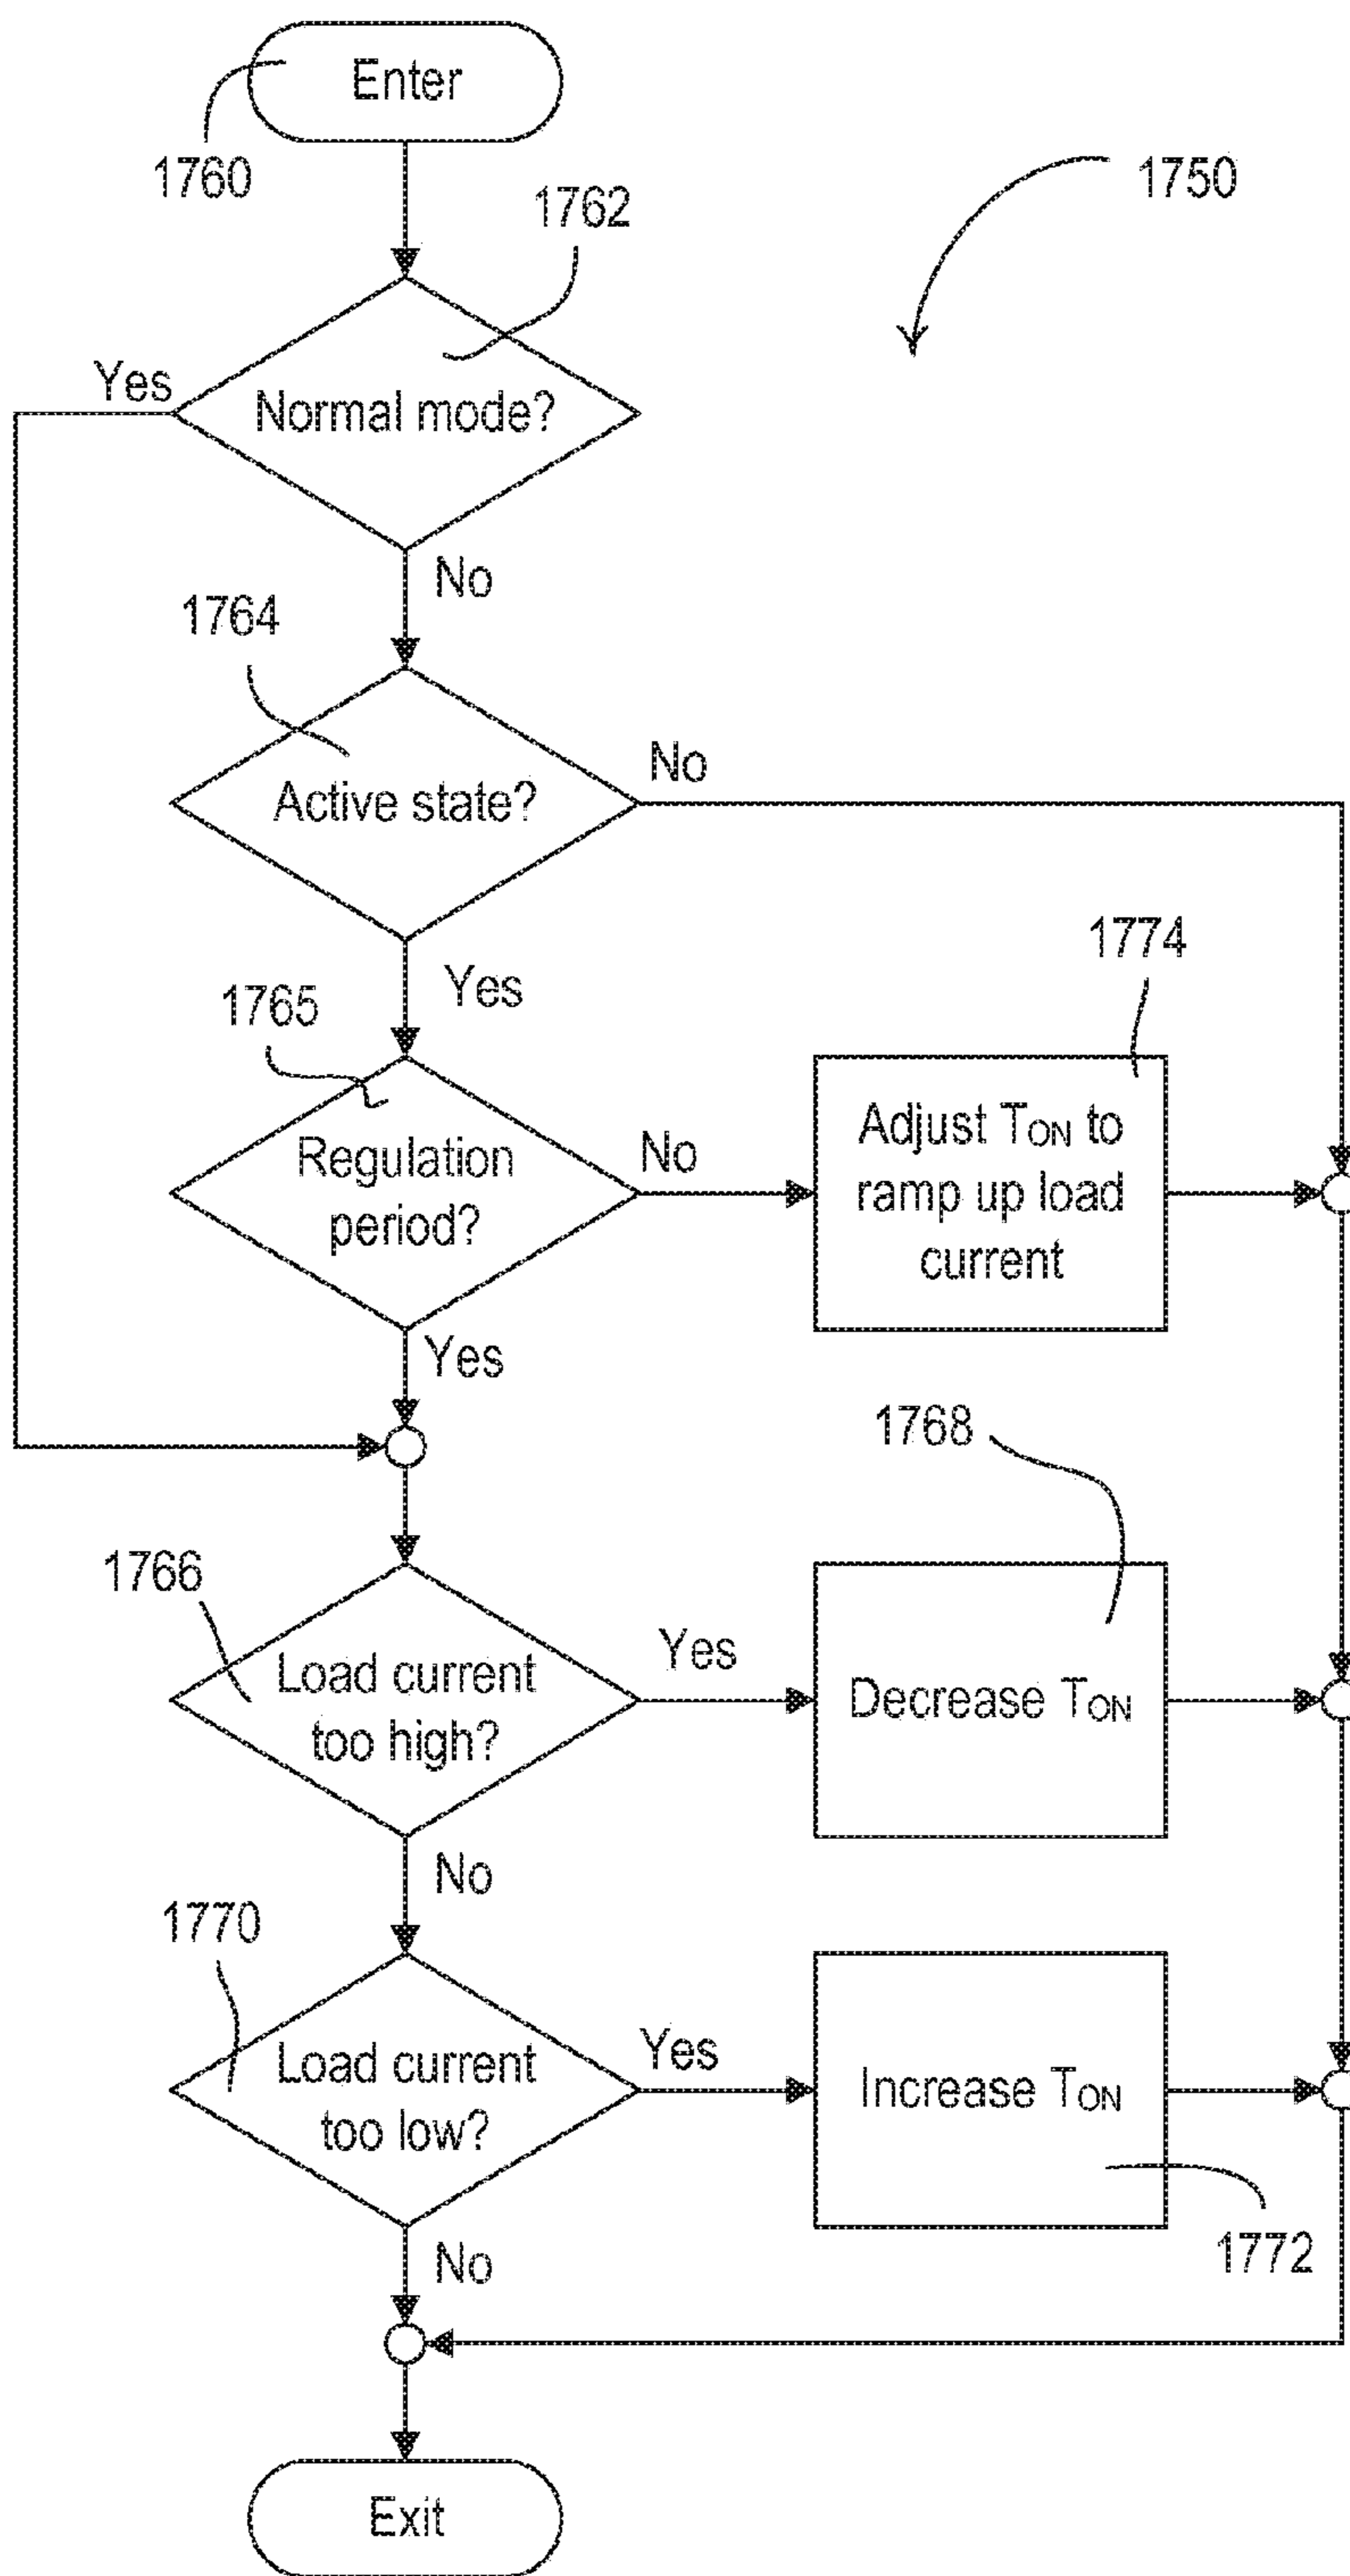 Enter
1760
1750
1762
Yes
Normal mode?
No
1764
No
Active state?
1774
Yes
1765
Adjust TON to
ramp up load
current
Regulation
period?
No
Yes
1768
1766
Yes
Load current
too high?
Decrease TON
No
1770
Yes
Load current
too low?
Increase TON
1772
No
Exit